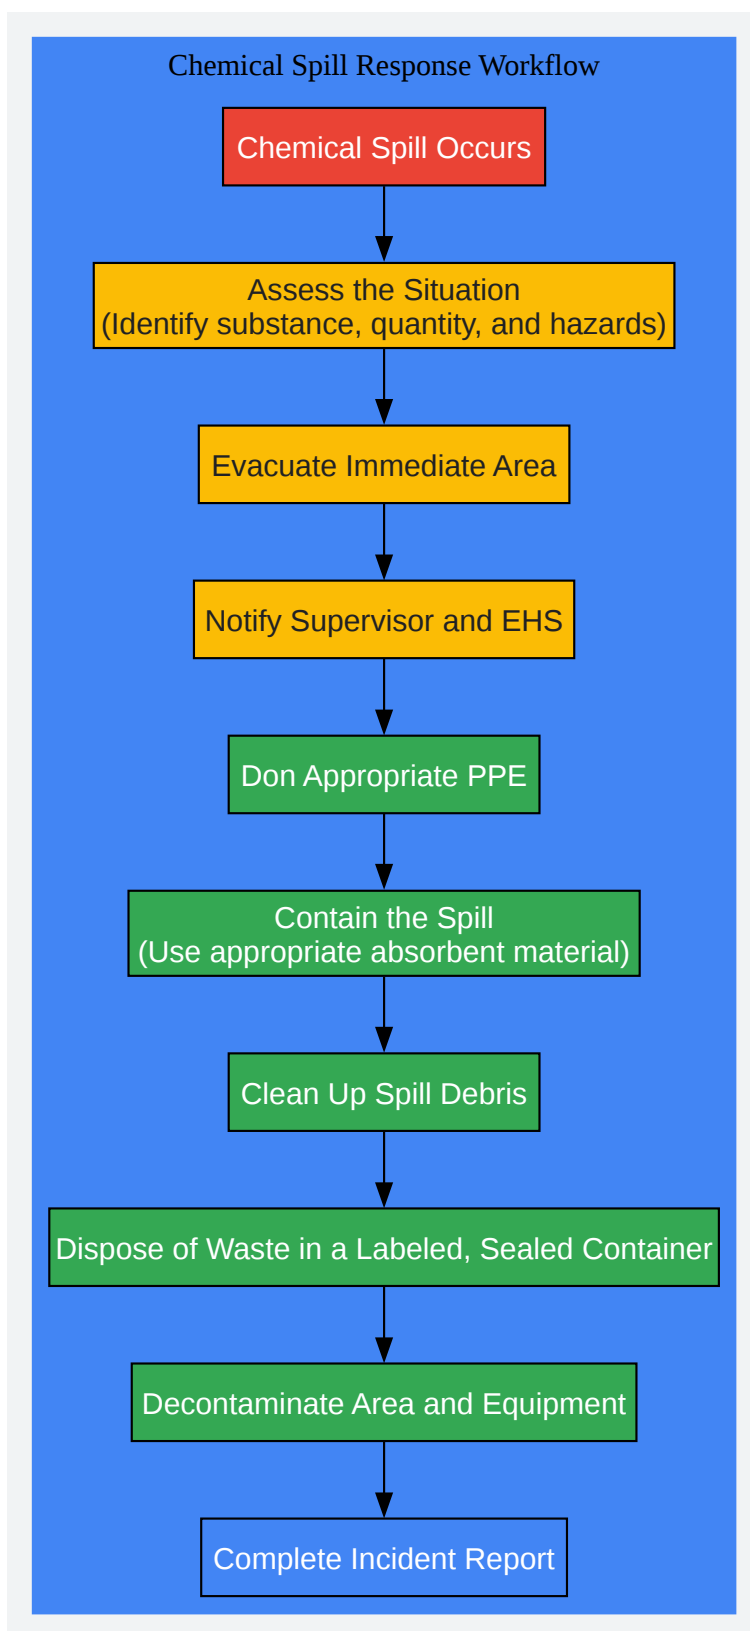 Chemical Spill Response Workflow
Chemical Spill Occurs
Assess the Situation
(Identify substance, quantity, and hazards)
Evacuate Immediate Area
Notify Supervisor and EHS
Don Appropriate PPE
Contain the Spill
(Use appropriate absorbent material)
Clean Up Spill Debris
Dispose of Waste in a Labeled, Sealed Container
Decontaminate Area and Equipment
Complete Incident Report